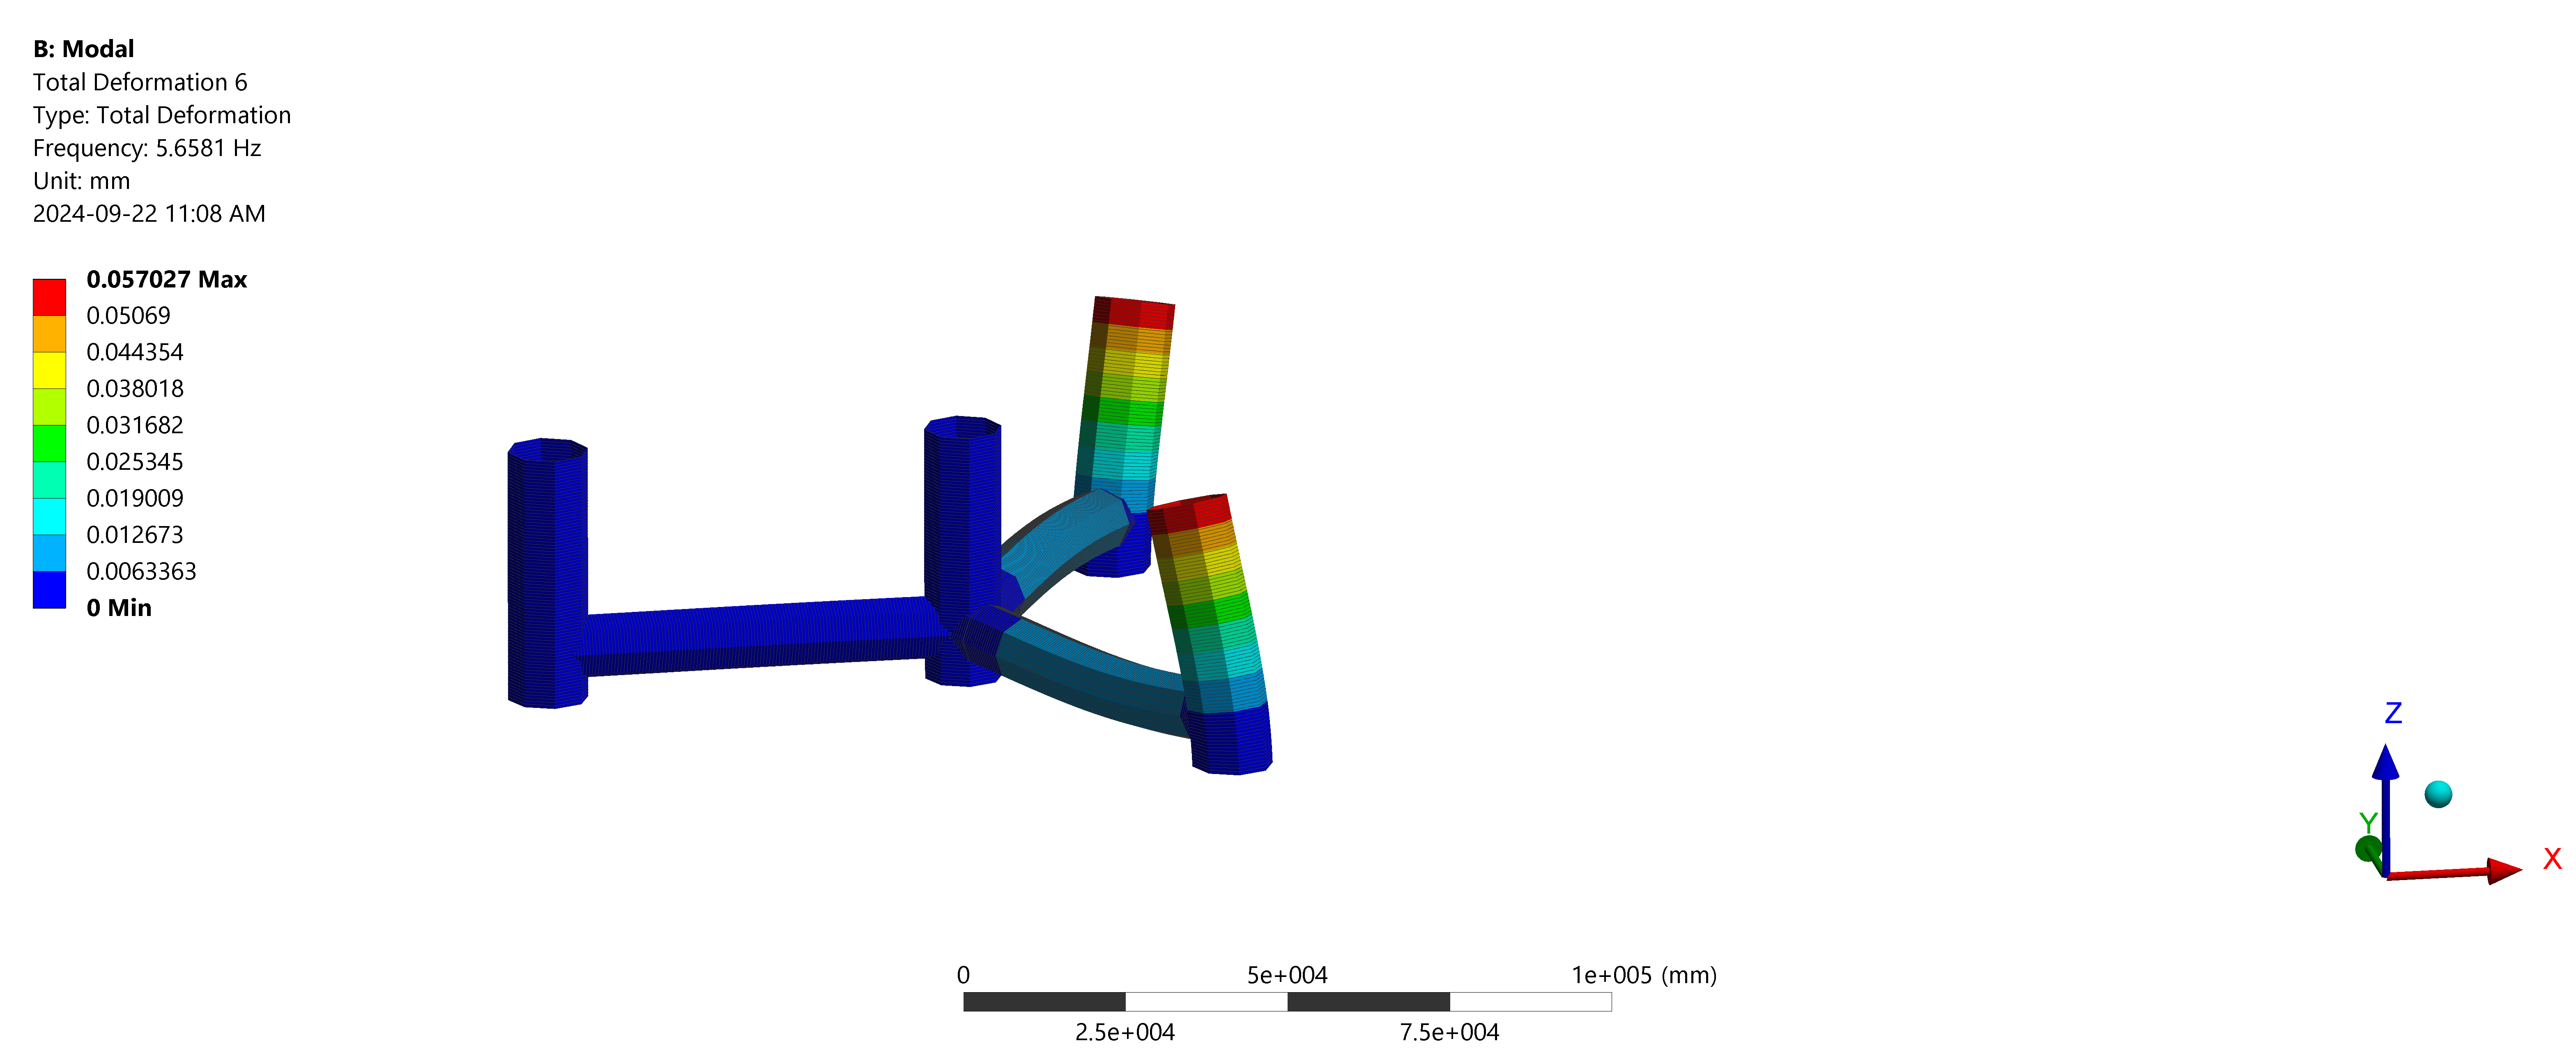 B: Modal
Total Deformation 6
Type: Total Deformation
Frequency: 5.6581 Hz
Unit: mm
2024-09-22 11:08 AM
0.057027 Max
0.05069
0.044354
0.038018
0.031682
0.025345
0.019009
0.012673
0.0063363
0 Min
Z
Y
X
0 5e+004 1e+005 (mm)
2.5e+004 7.5e+004